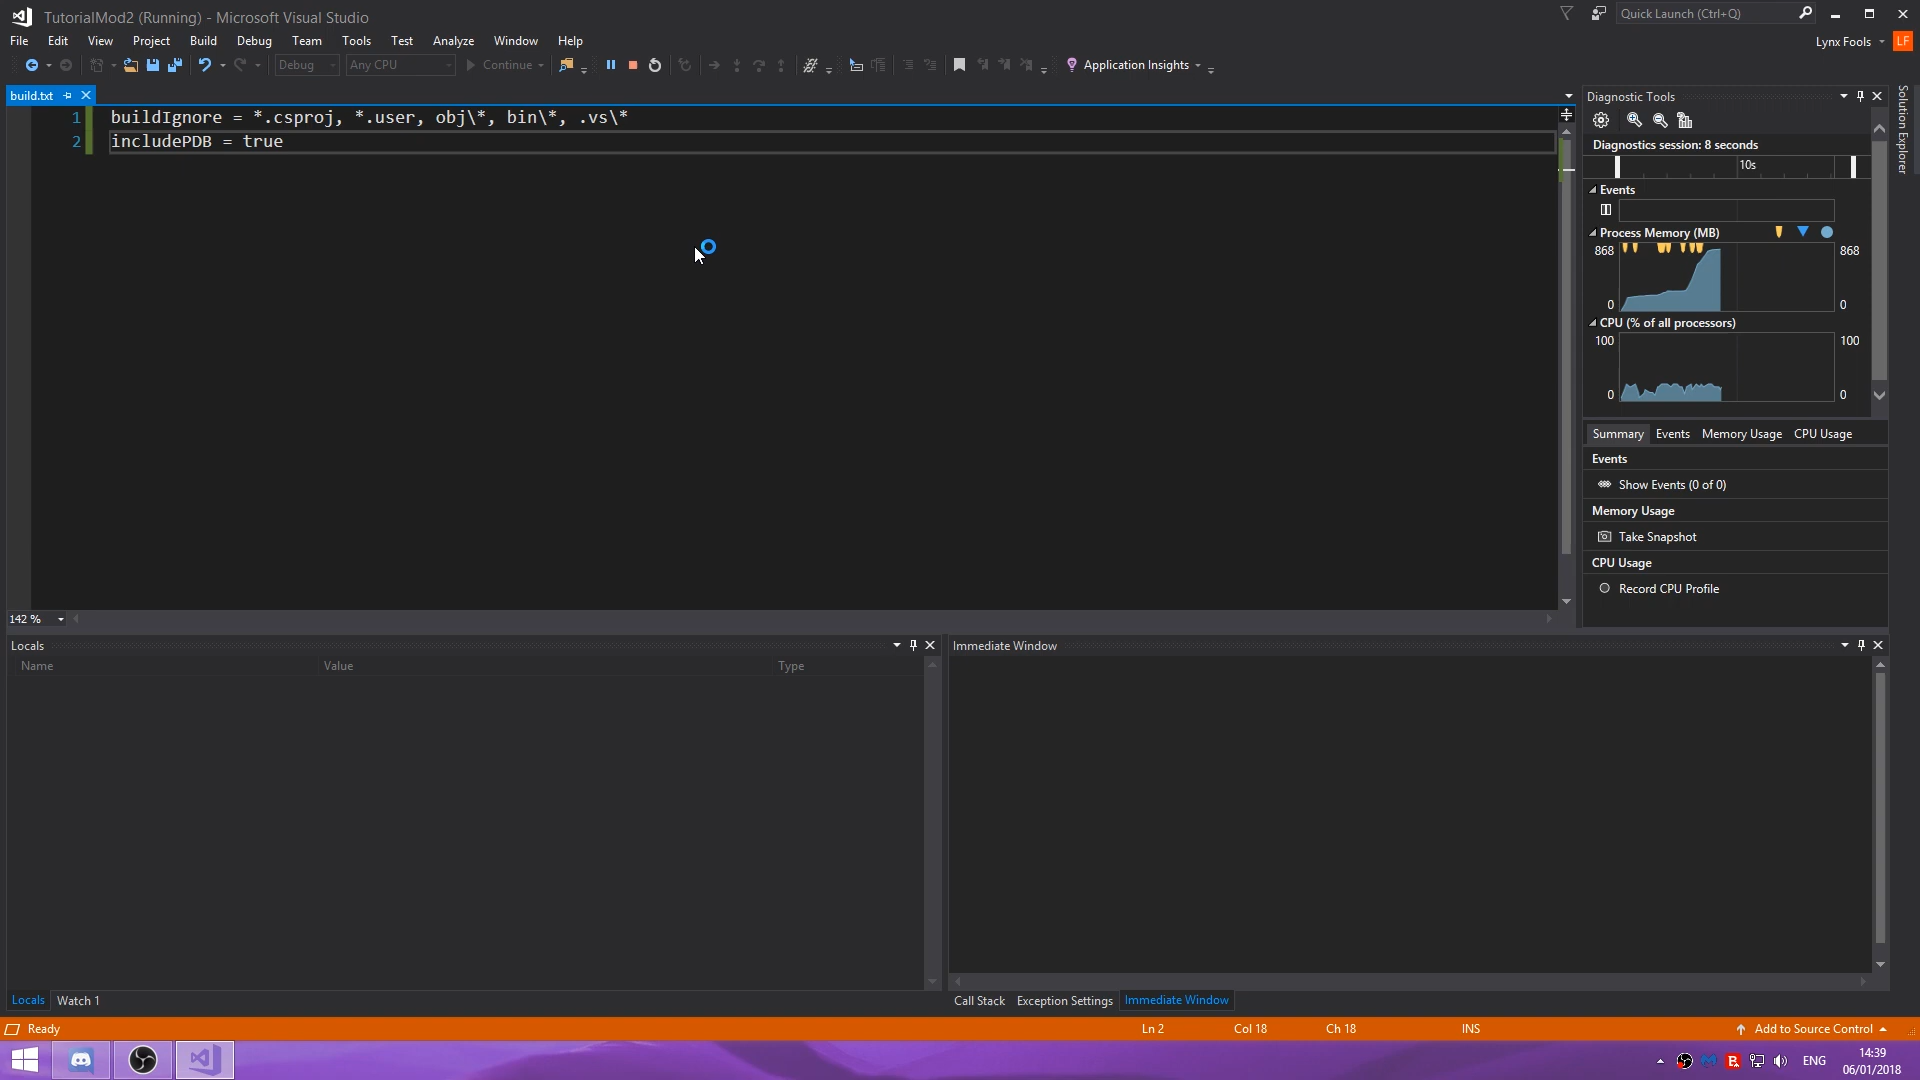 TutorialMod2 (Running) - Microsoft Visual Studio
Quick Launch (Ctrl+Q)
File Edit View Project Build Debug Team Tools Test Analyze Window Help
Lynx Fools LF
Debug Any CPU Continue Application Insights
build.txt
1 buildIgnore = *.csproj, *.user, obj\*, bin\*, .vs\*
2 includePDB = true
Diagnostic Tools
Solution Explorer
Diagnostics session: 8 seconds
10s
Events
Process Memory (MB)
868 868
0 0
CPU (% of all processors)
100 100
0 0
Summary Events Memory Usage CPU Usage
Events
Show Events (0 of 0)
Memory Usage
Take Snapshot
CPU Usage
Record CPU Profile
142 %
Locals
Name Value Type
Immediate Window
Locals Watch 1
Call Stack Exception Settings Immediate Window
Ready
Ln 2 Col 18 Ch 18 INS
Add to Source Control
ENG
14:39
06/01/2018